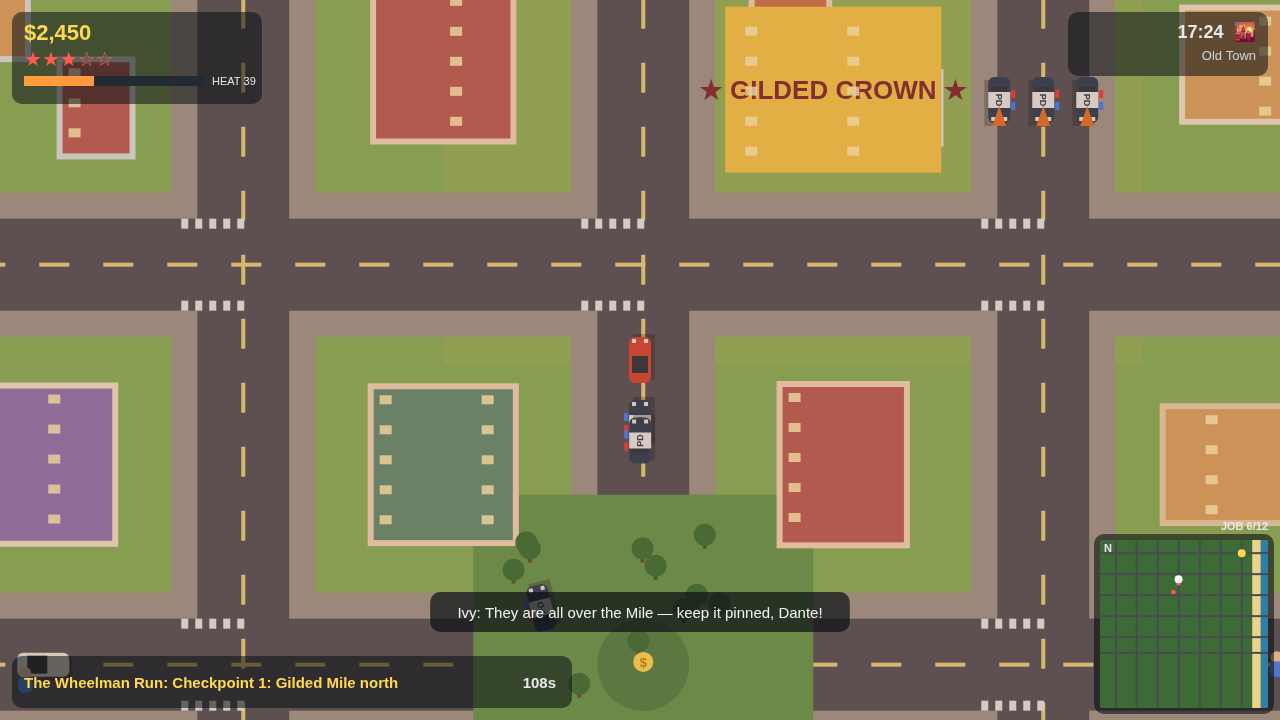 $2,450
★★★☆☆
HEAT 39
17:24
Old Town
★ GILDED CROWN ★
PD
PD
PD
PD
JOB 6/12
N
Ivy: They are all over the Mile — keep it pinned, Dante!
$
The Wheelman Run: Checkpoint 1: Gilded Mile north
108s